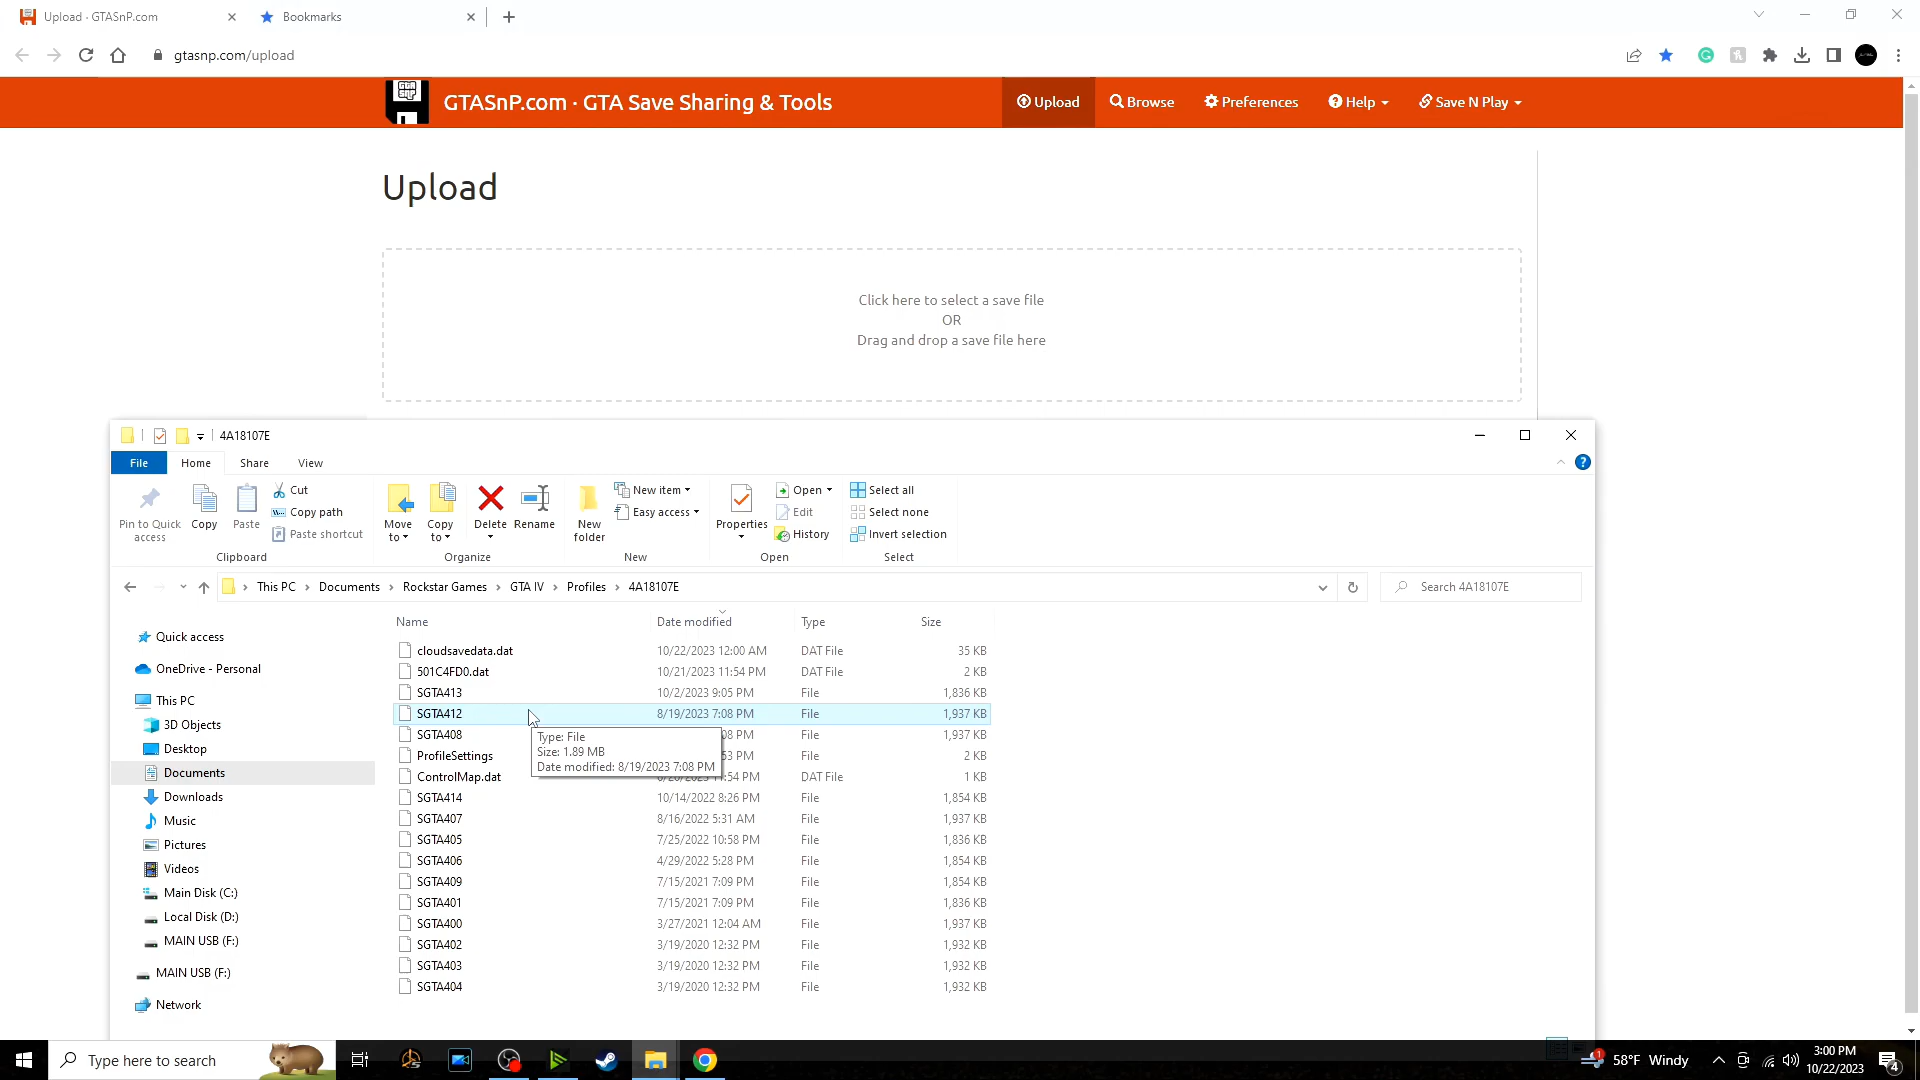 Upload · GTASnP.com
Bookmarks
gtasnp.com/upload
GTASnP.com · GTA Save Sharing & Tools
Upload
Browse
Preferences
Help
Save N Play
Upload
Click here to select a save file
OR
Drag and drop a save file here
4A18107E
File
Home
Share
View
Pin to Quick access
Copy
Paste
Cut
Copy path
Paste shortcut
Clipboard
Move to
Copy to
Delete
Rename
Organize
New folder
New item
Easy access
New
Properties
Open
Edit
History
Open
Select all
Select none
Invert selection
Select
This PC › Documents › Rockstar Games › GTA IV › Profiles › 4A18107E
Search 4A18107E
Quick access
OneDrive - Personal
This PC
3D Objects
Desktop
Documents
Downloads
Music
Pictures
Videos
Main Disk (C:)
Local Disk (D:)
MAIN USB (F:)
MAIN USB (F:)
Network
Name Date modified Type Size
cloudsavedata.dat 10/22/2023 12:00 AM DAT File 35 KB
501C4FD0.dat 10/21/2023 11:54 PM DAT File 2 KB
SGTA413 10/2/2023 9:05 PM File 1,836 KB
SGTA412 8/19/2023 7:08 PM File 1,937 KB
SGTA408 File 1,937 KB
ProfileSettings File 2 KB
ControlMap.dat DAT File 1 KB
SGTA414 10/14/2022 8:26 PM File 1,854 KB
SGTA407 8/16/2022 5:31 AM File 1,937 KB
SGTA405 7/25/2022 10:58 PM File 1,836 KB
SGTA406 4/29/2022 5:28 PM File 1,854 KB
SGTA409 7/15/2021 7:09 PM File 1,854 KB
SGTA401 7/15/2021 7:09 PM File 1,836 KB
SGTA400 3/27/2021 12:04 AM File 1,937 KB
SGTA402 3/19/2020 12:32 PM File 1,932 KB
SGTA403 3/19/2020 12:32 PM File 1,932 KB
SGTA404 3/19/2020 12:32 PM File 1,932 KB
Type: File
Size: 1.89 MB
Date modified: 8/19/2023 7:08 PM
Type here to search
1
58°F Windy
3:00 PM
10/22/2023
4